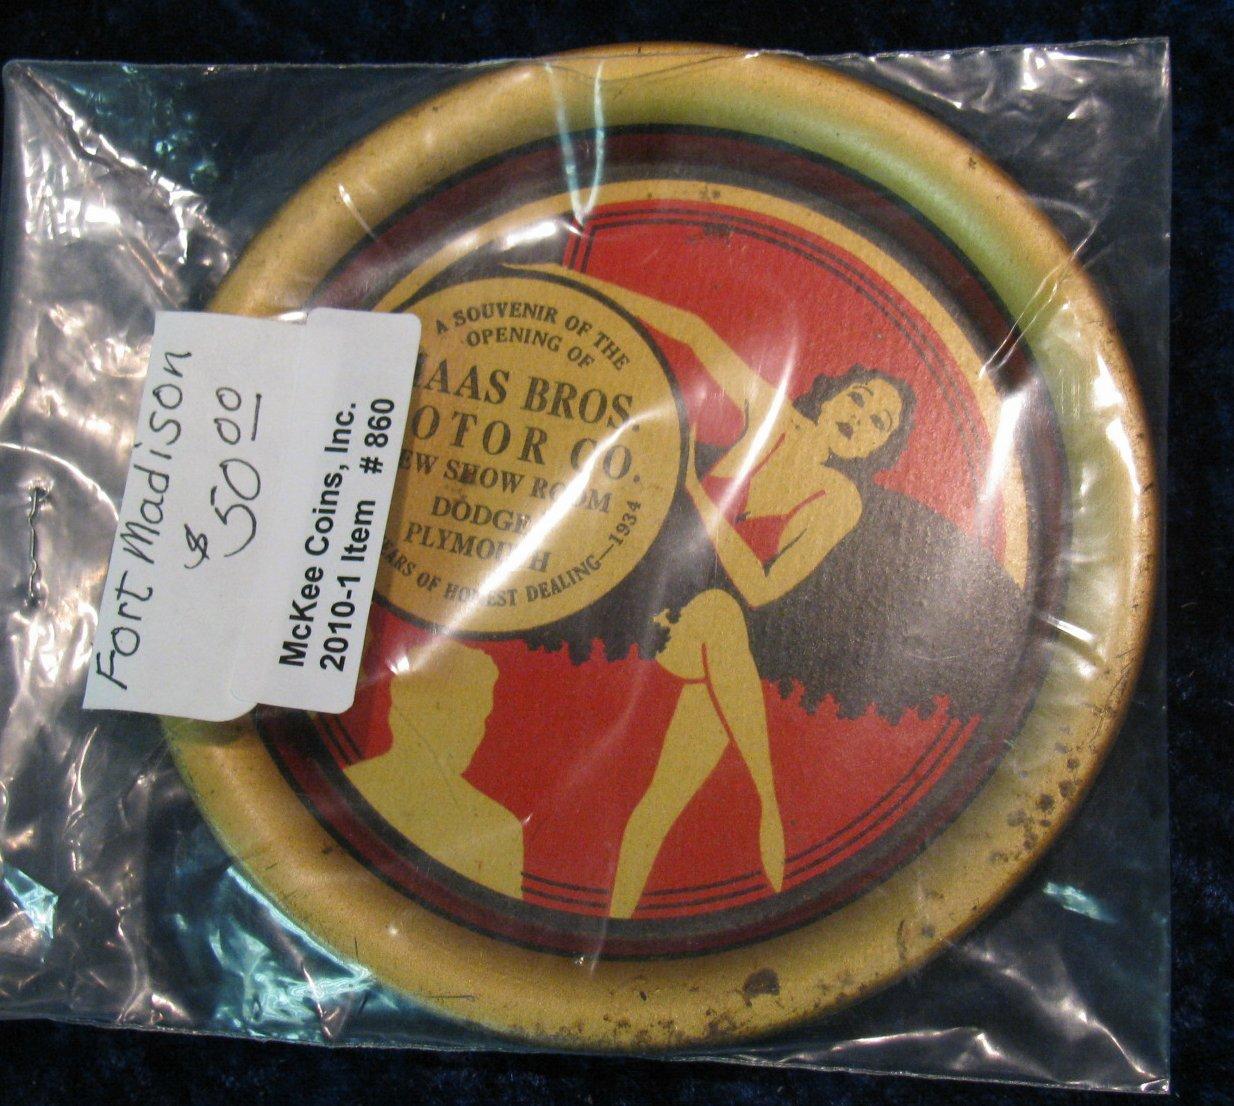 Fort Madison
$ 50 00
McKee Coins, Inc.
2010-1 Item # 860
A SOUVENIR OF THE
OPENING OF
AAS BROS.
OTOR CO.
EW SHOW ROOM
DODGE
PLYMOUTH
ARS OF HONEST DEALING—1934